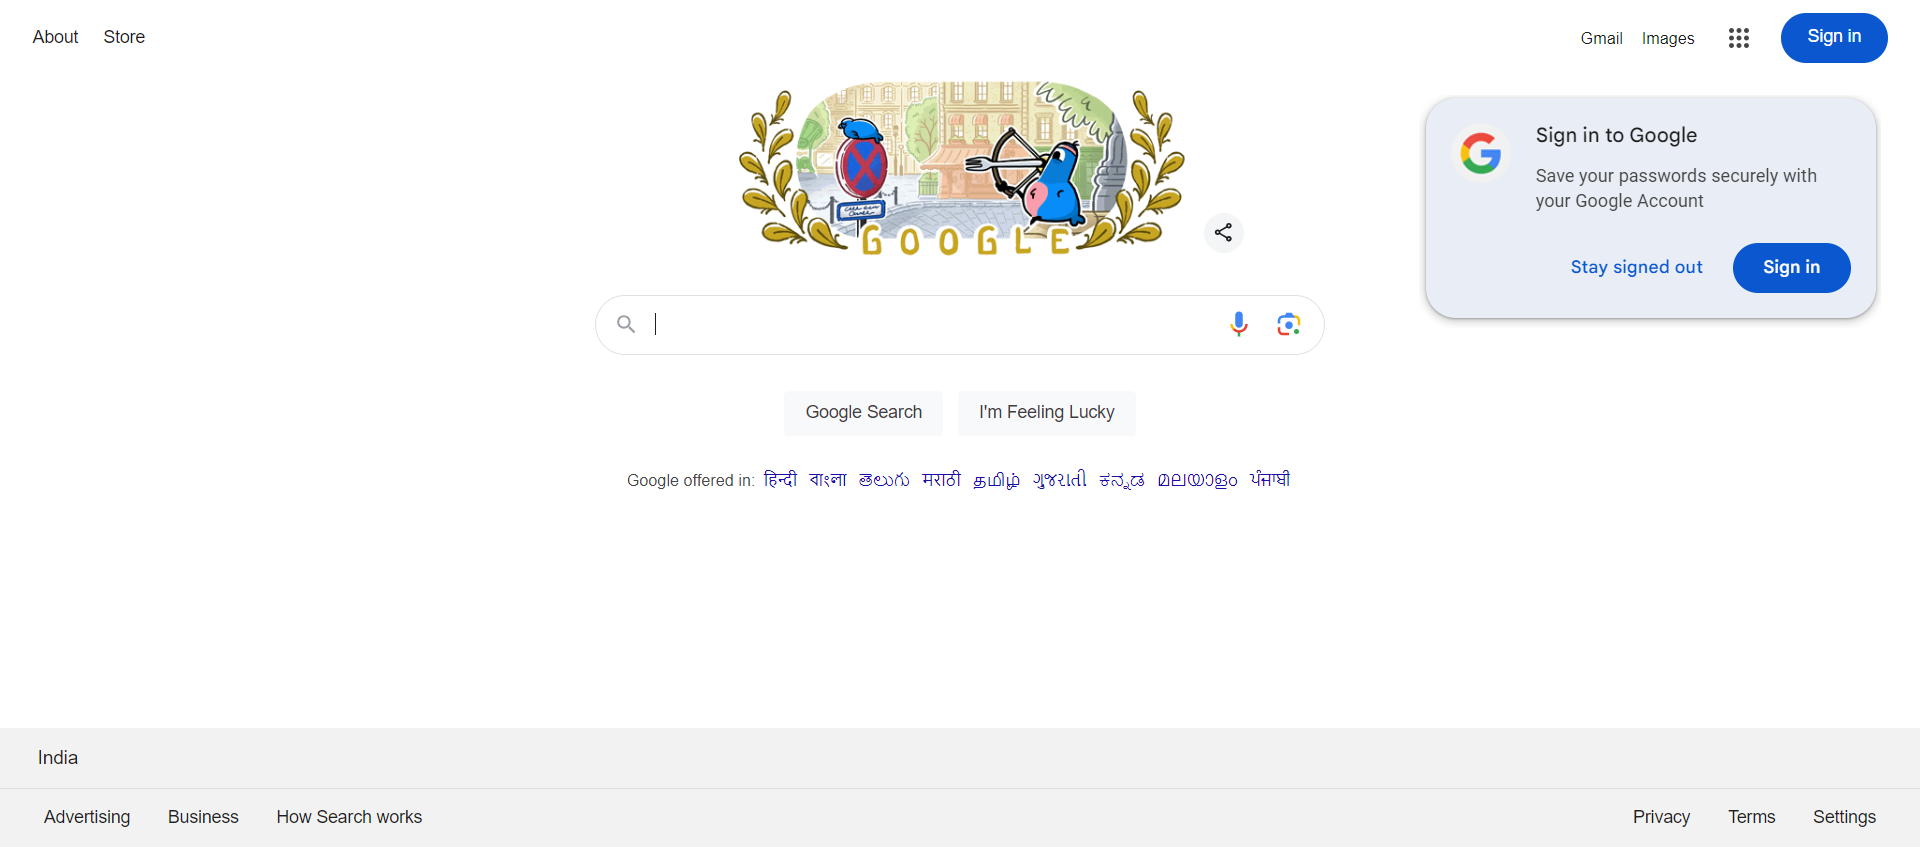 About Store
Gmail Images Sign in
GOOGLE
Sign in to Google
Save your passwords securely with
your Google Account
Stay signed out Sign in
Google Search I'm Feeling Lucky
Google offered in: हिन्दी বাংলা తెలుగు मराठी தமிழ் ગુજરાતી ಕನ್ನಡ മലയാളം ਪੰਜਾਬੀ
India
Advertising Business How Search works
Privacy Terms Settings